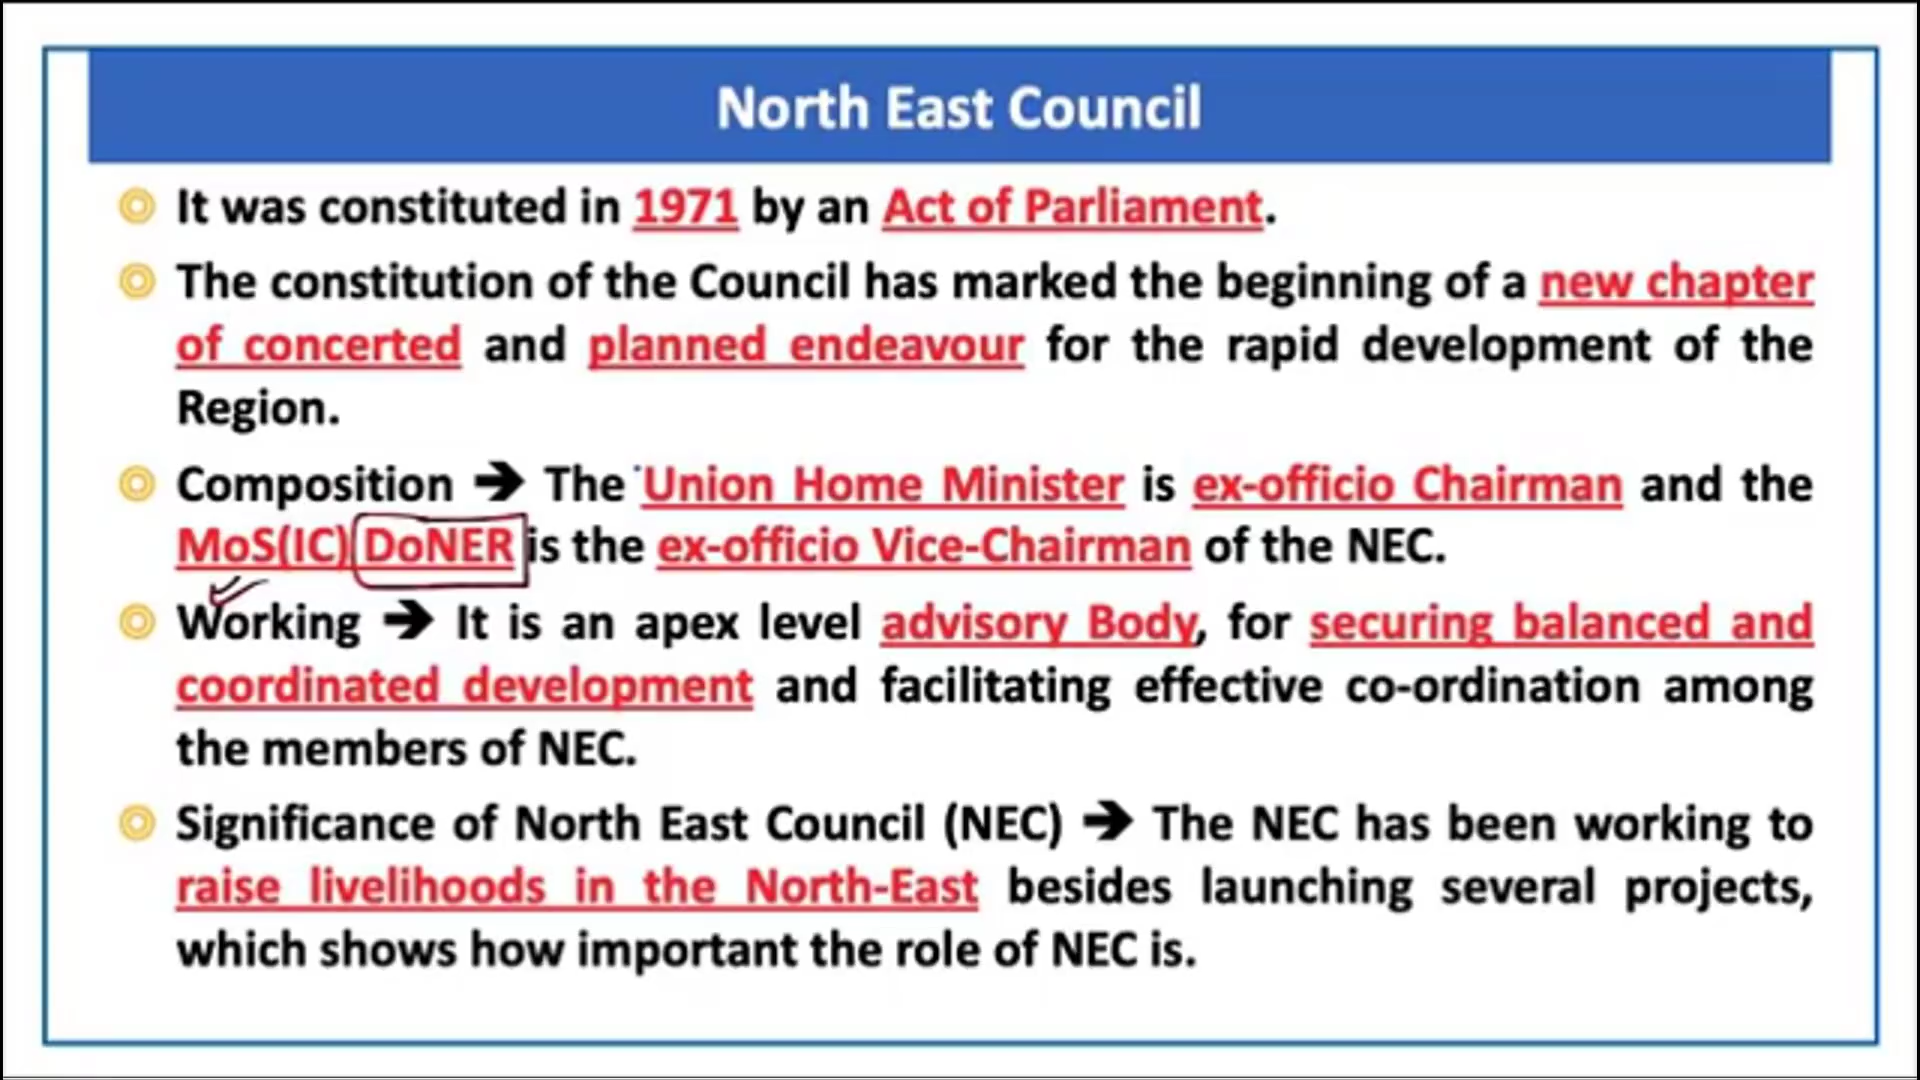 North East Council
It was constituted in 1971 by an Act of Parliament.
The constitution of the Council has marked the beginning of a new chapter
of concerted and planned endeavour for the rapid development of the
Region.
Composition ➔ The Union Home Minister is ex-officio Chairman and the
MoS(IC) DoNER is the ex-officio Vice-Chairman of the NEC.
Working ➔ It is an apex level advisory Body, for securing balanced and
coordinated development and facilitating effective co-ordination among
the members of NEC.
Significance of North East Council (NEC) ➔ The NEC has been working to
raise livelihoods in the North-East besides launching several projects,
which shows how important the role of NEC is.